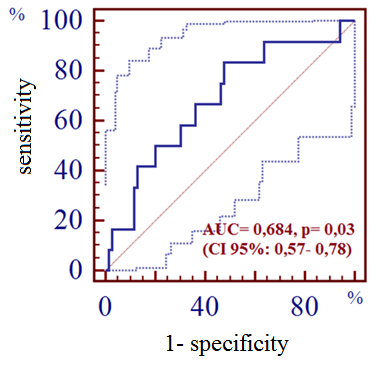 %
100
80
60
40
20
0
sensitivity
AUC= 0,684, p= 0,03
(CI 95%: 0,57- 0,78)
0 40 80 %
1- specificity